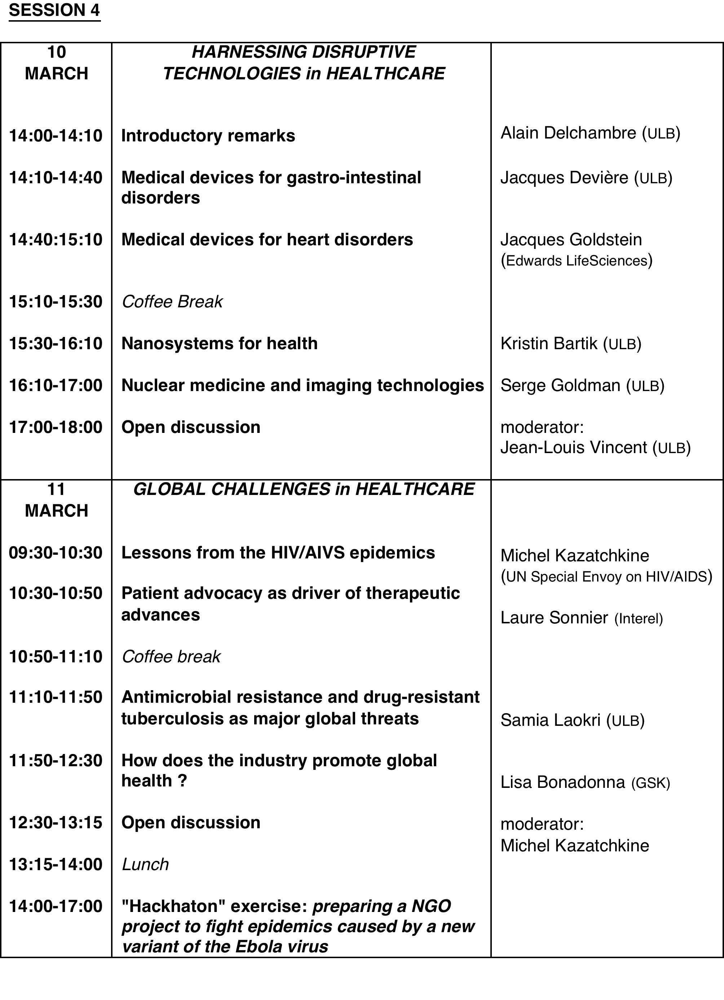 SESSION 4
10
MARCH
HARNESSING DISRUPTIVE
TECHNOLOGIES in HEALTHCARE
14:00-14:10 Introductory remarks Alain Delchambre (ULB)
14:10-14:40 Medical devices for gastro-intestinal Jacques Devière (ULB)
disorders
14:40:15:10 Medical devices for heart disorders Jacques Goldstein
(Edwards LifeSciences)
15:10-15:30 Coffee Break
15:30-16:10 Nanosystems for health Kristin Bartik (ULB)
16:10-17:00 Nuclear medicine and imaging technologies Serge Goldman (ULB)
17:00-18:00 Open discussion moderator:
Jean-Louis Vincent (ULB)
11
MARCH
GLOBAL CHALLENGES in HEALTHCARE
09:30-10:30 Lessons from the HIV/AIVS epidemics Michel Kazatchkine
(UN Special Envoy on HIV/AIDS)
10:30-10:50 Patient advocacy as driver of therapeutic
advances Laure Sonnier (Interel)
10:50-11:10 Coffee break
11:10-11:50 Antimicrobial resistance and drug-resistant
tuberculosis as major global threats Samia Laokri (ULB)
11:50-12:30 How does the industry promote global
health ? Lisa Bonadonna (GSK)
12:30-13:15 Open discussion moderator:
Michel Kazatchkine
13:15-14:00 Lunch
14:00-17:00 "Hackhaton" exercise: preparing a NGO
project to fight epidemics caused by a new
variant of the Ebola virus